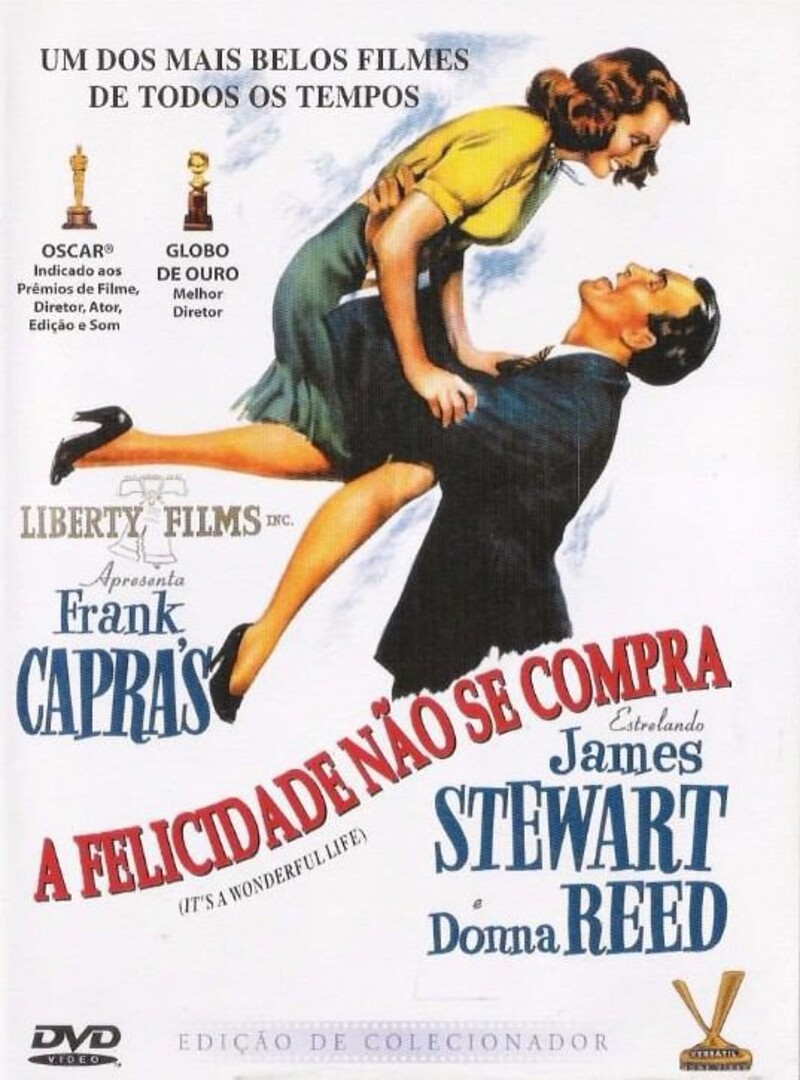 UM DOS MAIS BELOS FILMES
DE TODOS OS TEMPOS
OSCAR®
Indicado aos
Prêmios de Filme,
Diretor, Ator,
Edição e Som
GLOBO
DE OURO
Melhor
Diretor
LIBERTY FILMS INC.
Apresenta
Frank
CAPRA'S
A FELICIDADE NÃO SE COMPRA
(IT'S A WONDERFUL LIFE)
Estrelando
James
STEWART
e
Donna REED
DVD
VIDEO
EDIÇÃO DE COLECIONADOR
VERSÁTIL
HOME VIDEO